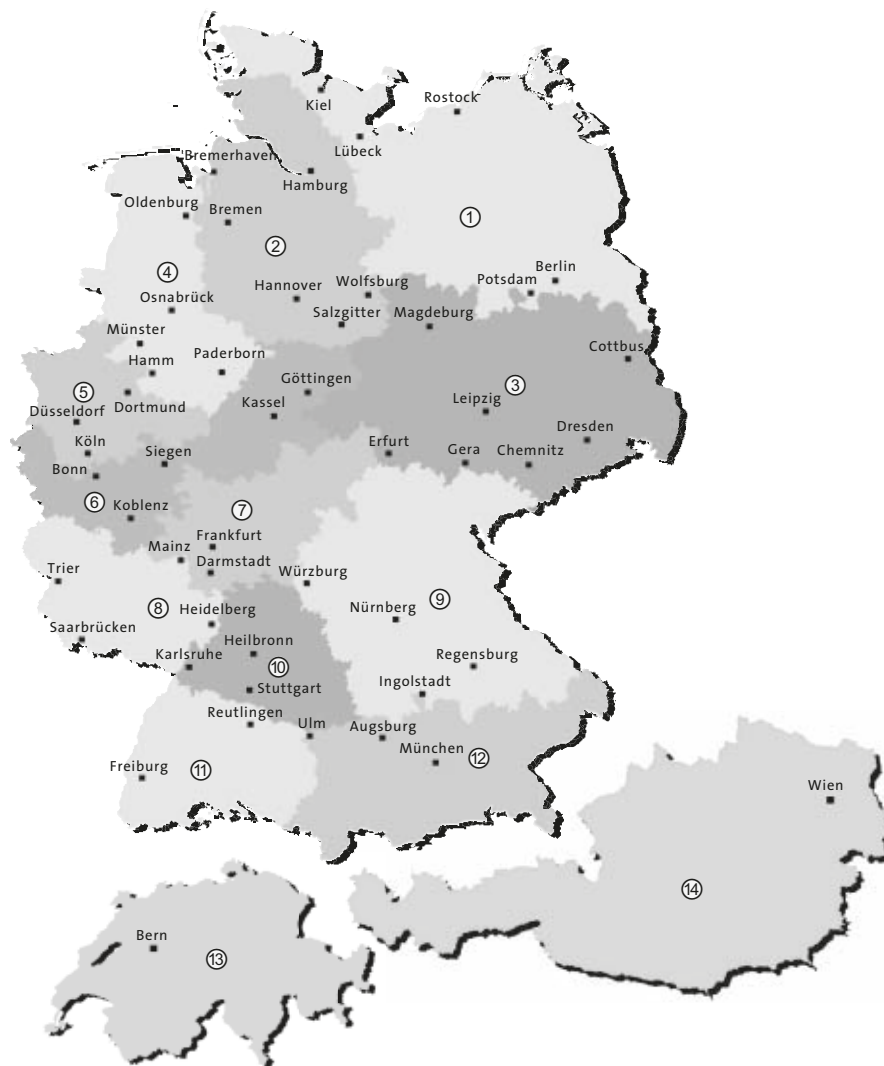 Kiel
Rostock
Lübeck
Bremerhaven
Hamburg
Oldenburg
Bremen
①
②
④
Berlin
Potsdam
Hannover
Wolfsburg
Osnabrück
Salzgitter
Magdeburg
Münster
Cottbus
Hamm
Paderborn
⑤
Göttingen
③
Dortmund
Kassel
Leipzig
Düsseldorf
Dresden
Köln
Siegen
Erfurt
Gera
Chemnitz
Bonn
⑥
Koblenz
⑦
Frankfurt
Mainz
Trier
Darmstadt
Würzburg
⑧
Heidelberg
Nürnberg
⑨
Saarbrücken
Heilbronn
Karlsruhe
⑩
Regensburg
Stuttgart
Ingolstadt
Reutlingen
Ulm
Augsburg
München
⑫
Freiburg
⑪
Wien
⑭
Bern
⑬